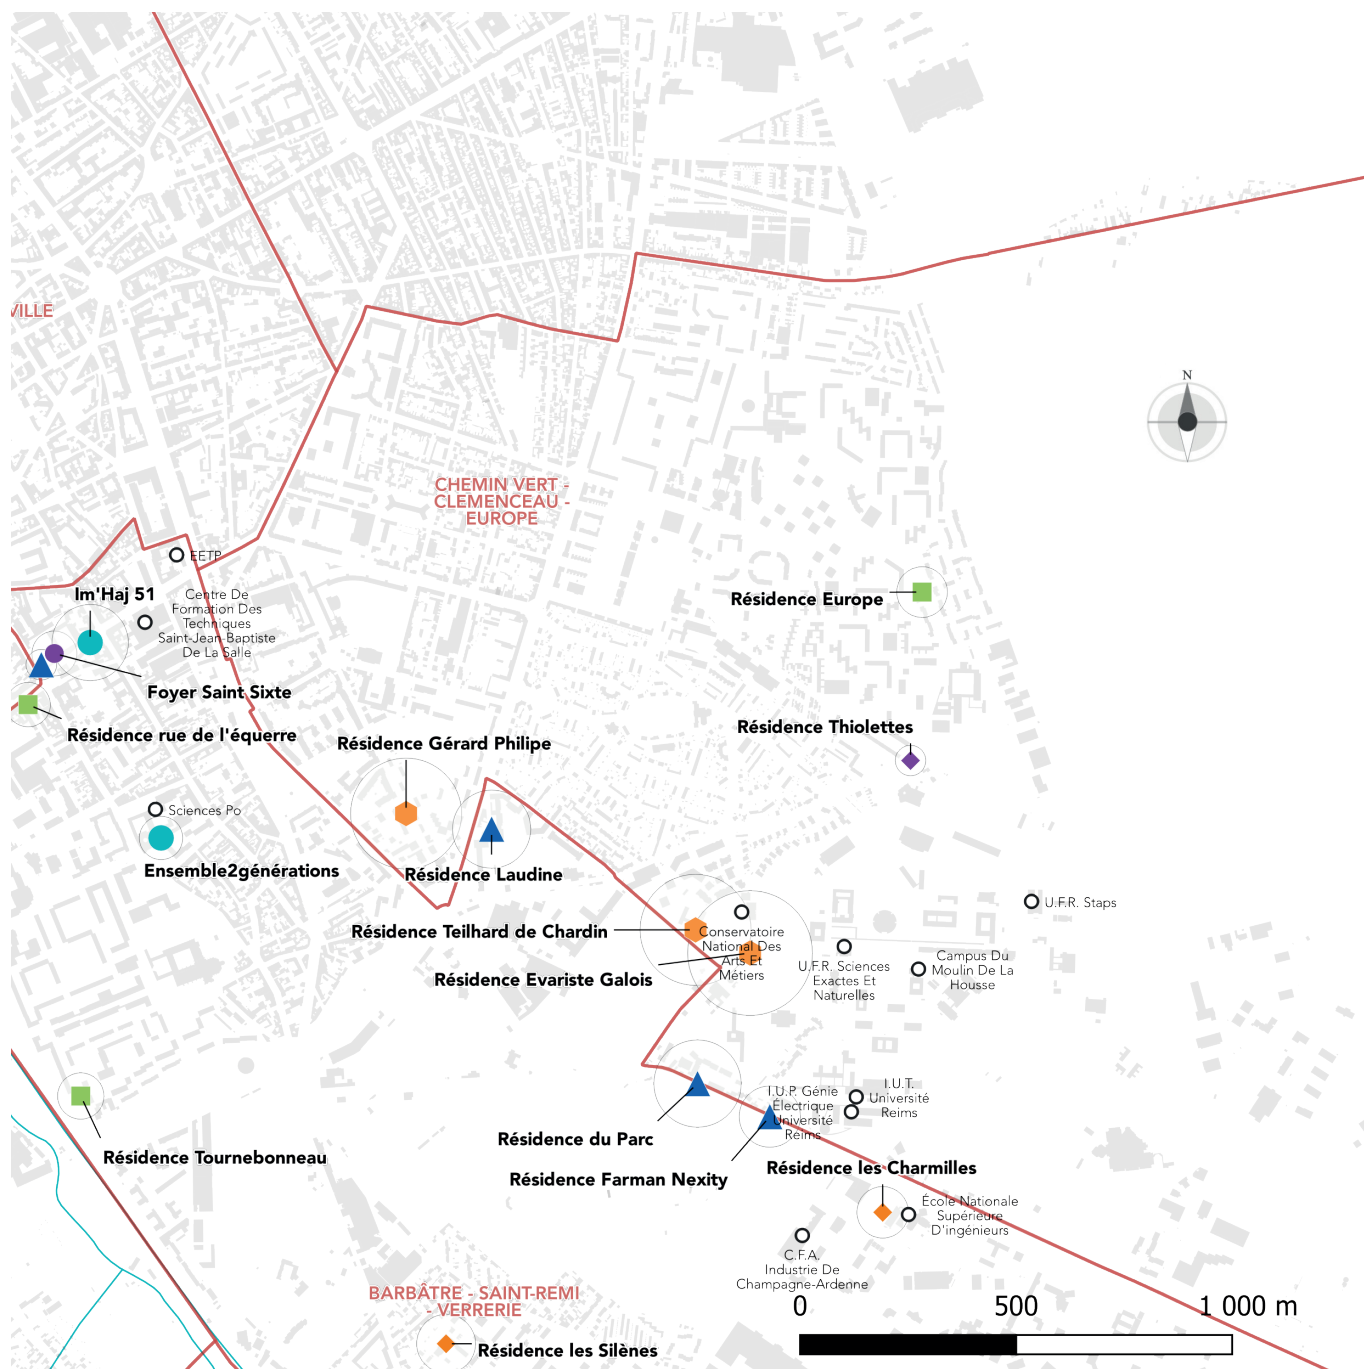 VILLE
N
CHEMIN VERT -
CLEMENCEAU -
EUROPE
EETP
Im'Haj 51
Centre De
Formation Des
Techniques
Saint-Jean-Baptiste
De La Salle
Résidence Europe
Foyer Saint Sixte
Résidence rue de l'équerre
Résidence Thiolettes
Résidence Gérard Philipe
Sciences Po
Ensemble2générations
Résidence Laudine
U.F.R. Staps
Résidence Teilhard de Chardin
Conservatoire
National Des
Arts Et
Métiers
Résidence Evariste Galois
U.F.R. Sciences
Exactes Et
Naturelles
Campus Du
Moulin De La
Housse
I.U.P. Génie
Électrique
Université
Reims
I.U.T.
Université
Reims
Résidence du Parc
Résidence Tournebonneau
Résidence Farman Nexity
Résidence les Charmilles
École Nationale
Supérieure
D'ingénieurs
C.F.A.
Industrie De
Champagne-Ardenne
BARBÂTRE - SAINT-REMI
- VERRERIE
Résidence les Silènes
0 500 1 000 m